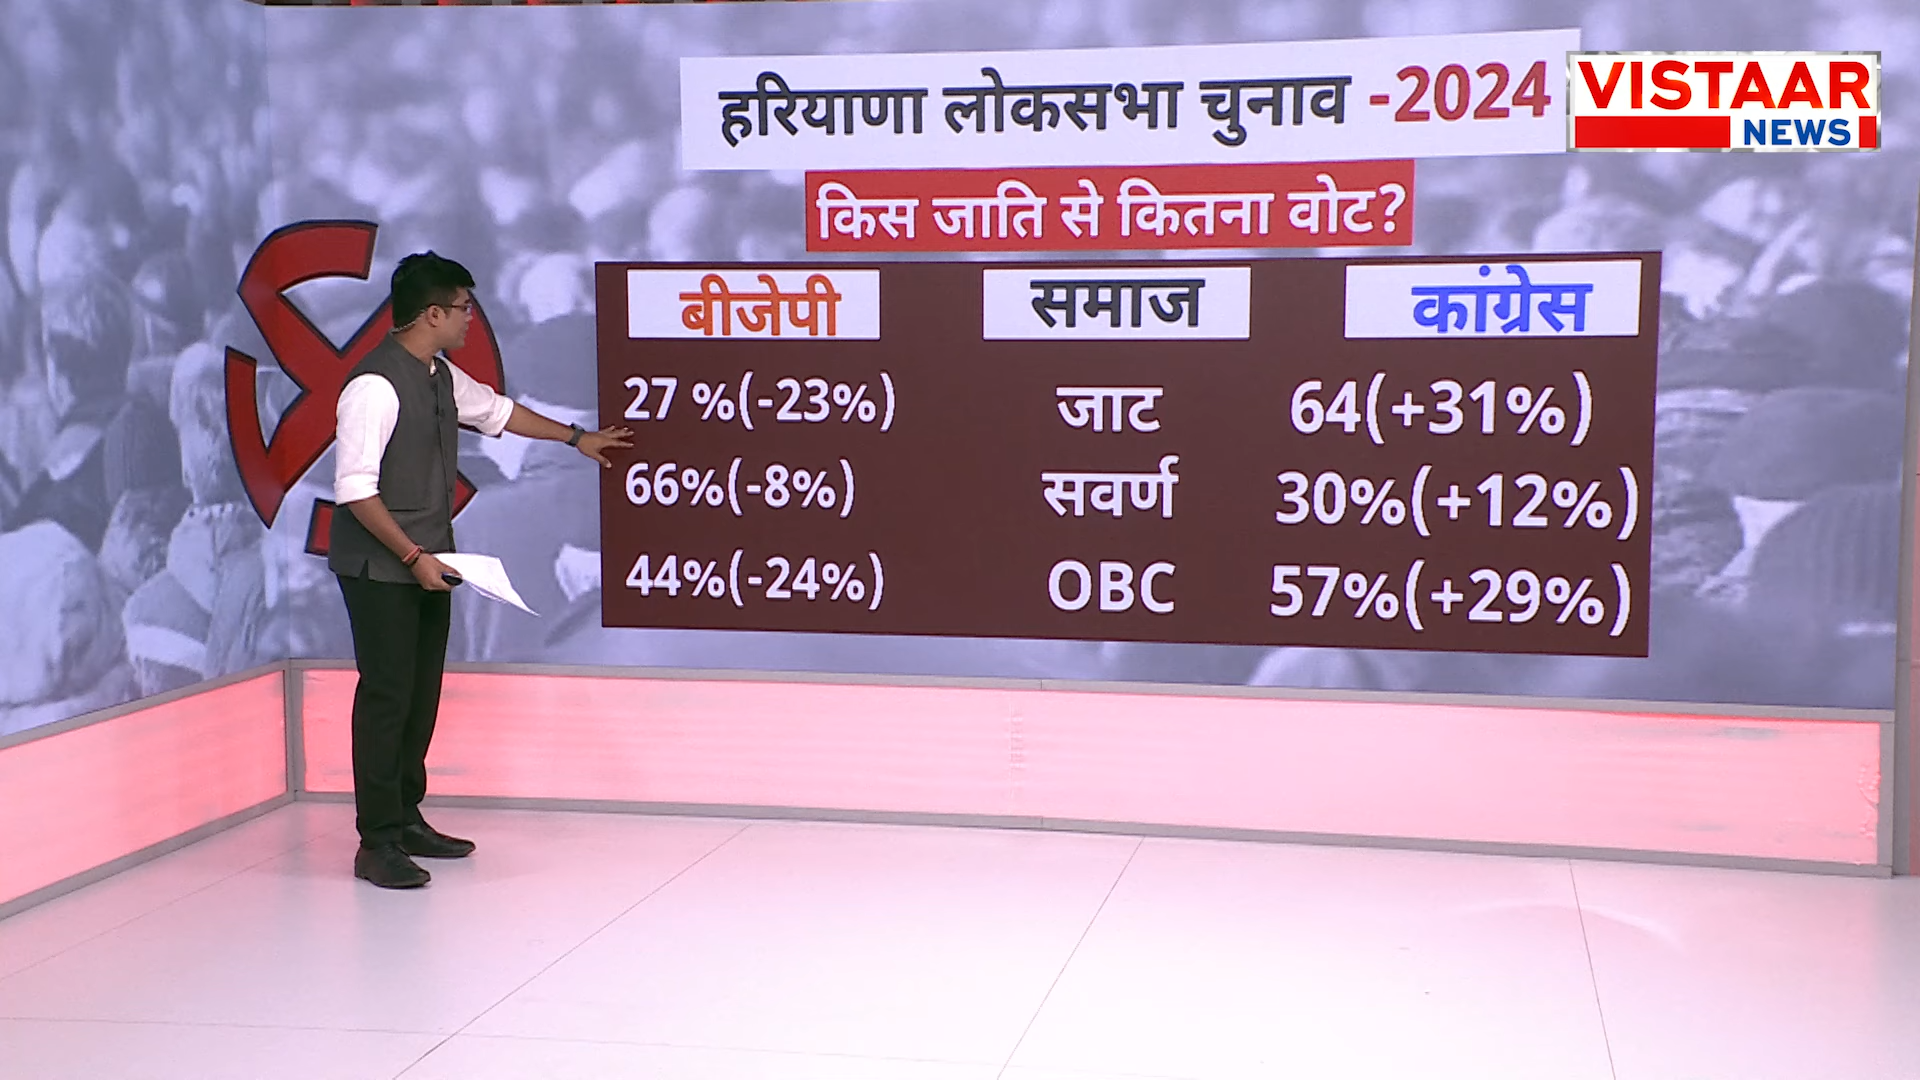 हरियाणा लोकसभा चुनाव -2024
VISTAAR
NEWS
किस जाति से कितना वोट?
बीजेपी समाज कांग्रेस
27 %(-23%) जाट 64(+31%)
66%(-8%) सवर्ण 30%(+12%)
44%(-24%) OBC 57%(+29%)